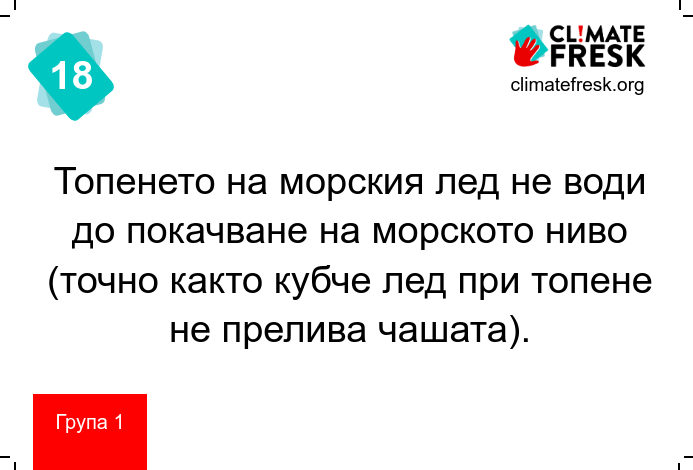 18
CL!MATE
FRESK
climatefresk.org
Топенето на морския лед не води
до покачване на морското ниво
(точно както кубче лед при топене
не прелива чашата).
Група 1